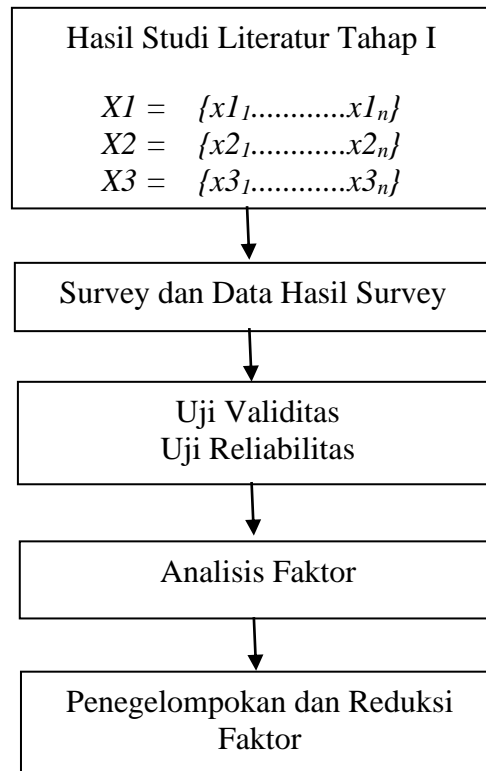 Hasil Studi Literatur Tahap I
X1 = {x1₁............x1ₙ}
X2 = {x2₁............x2ₙ}
X3 = {x3₁............x3ₙ}
Survey dan Data Hasil Survey
Uji Validitas
Uji Reliabilitas
Analisis Faktor
Penegelompokan dan Reduksi
Faktor